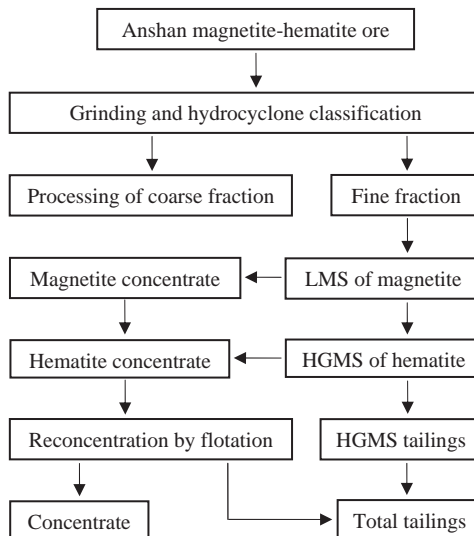 Anshan magnetite-hematite ore
Grinding and hydrocyclone classification
Processing of coarse fraction
Fine fraction
Magnetite concentrate
LMS of magnetite
Hematite concentrate
HGMS of hematite
Reconcentration by flotation
HGMS tailings
Concentrate
Total tailings